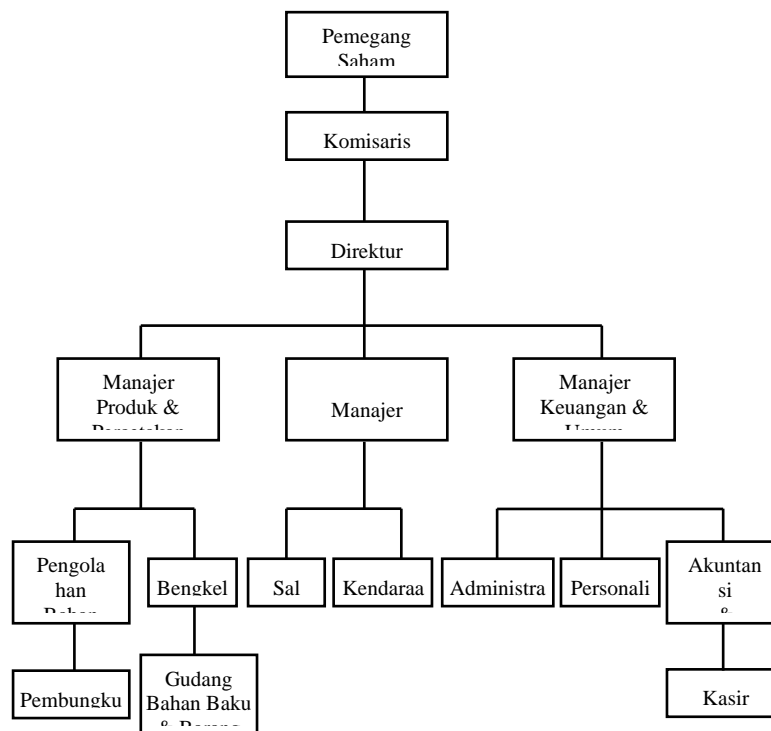 Pemegang
Saham
Komisaris
Direktur
Manajer
Produk &
Manajer
Manajer
Keuangan &
Pengola
han
Bengkel
Sal
Kendaraa
Administra
Personali
Akuntan
si
&
Pembungku
Gudang
Bahan Baku
& Barang
Kasir